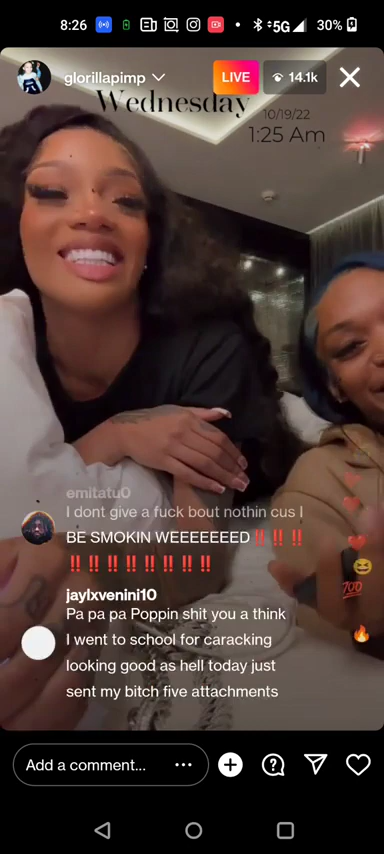 8:26
5G
30%
glorillapimp
LIVE
14.1k
Wednesday
10/19/22
1:25 Am
emitatu0
I dont give a fuck bout nothin cus I
BE SMOKIN WEEEEEEED‼️‼️‼️
‼️‼️‼️‼️‼️‼️‼️‼️
jaylxvenini10
Pa pa pa Poppin shit you a think
I went to school for caracking
looking good as hell today just
sent my bitch five attachments
💯
Add a comment...